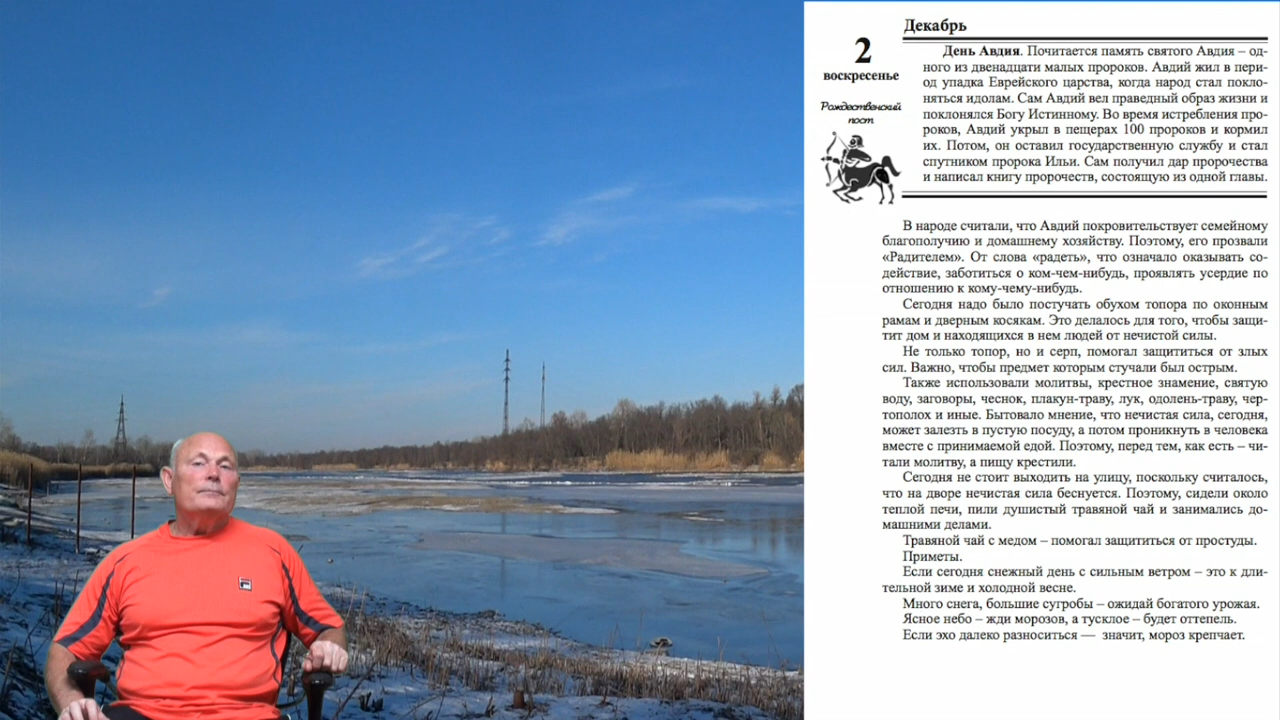 Декабрь
2
воскресенье
Рождественский
пост
День Авдия. Почитается память святого Авдия – од-
ного из двенадцати малых пророков. Авдий жил в пери-
од упадка Еврейского царства, когда народ стал покло-
няться идолам. Сам Авдий вел праведный образ жизни и
поклонялся Богу Истинному. Во время истребления про-
роков, Авдий укрыл в пещерах 100 пророков и кормил
их. Потом, он оставил государственную службу и стал
спутником пророка Ильи. Сам получил дар пророчества
и написал книгу пророчеств, состоящую из одной главы.
В народе считали, что Авдий покровительствует семейному
благополучию и домашнему хозяйству. Поэтому, его прозвали
«Радителем». От слова «радеть», что означало оказывать со-
действие, заботиться о ком-чем-нибудь, проявлять усердие по
отношению к кому-чему-нибудь.
Сегодня надо было постучать обухом топора по оконным
рамам и дверным косякам. Это делалось для того, чтобы защи-
тит дом и находящихся в нем людей от нечистой силы.
Не только топор, но и серп, помогал защититься от злых
сил. Важно, чтобы предмет которым стучали был острым.
Также использовали молитвы, крестное знамение, святую
воду, заговоры, чеснок, плакун-траву, лук, одолень-траву, чер-
тополох и иные. Бытовало мнение, что нечистая сила, сегодня,
может залезть в пустую посуду, а потом проникнуть в человека
вместе с принимаемой едой. Поэтому, перед тем, как есть – чи-
тали молитву, а пищу крестили.
Сегодня не стоит выходить на улицу, поскольку считалось,
что на дворе нечистая сила беснуется. Поэтому, сидели около
теплой печи, пили душистый травяной чай и занимались до-
машними делами.
Травяной чай с медом – помогал защититься от простуды.
Приметы.
Если сегодня снежный день с сильным ветром – это к дли-
тельной зиме и холодной весне.
Много снега, большие сугробы – ожидай богатого урожая.
Ясное небо – жди морозов, а тусклое – будет оттепель.
Если эхо далеко разноситься — значит, мороз крепчает.